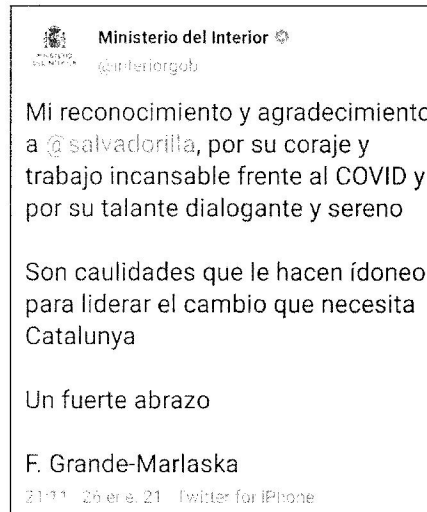 Ministerio del Interior
@interiorgob
Mi reconocimiento y agradecimiento
a @salvadorilla, por su coraje y
trabajo incansable frente al COVID y
por su talante dialogante y sereno
Son caulidades que le hacen ídoneo
para liderar el cambio que necesita
Catalunya
Un fuerte abrazo
F. Grande-Marlaska
21:11 26 ene. 21 Twitter for iPhone